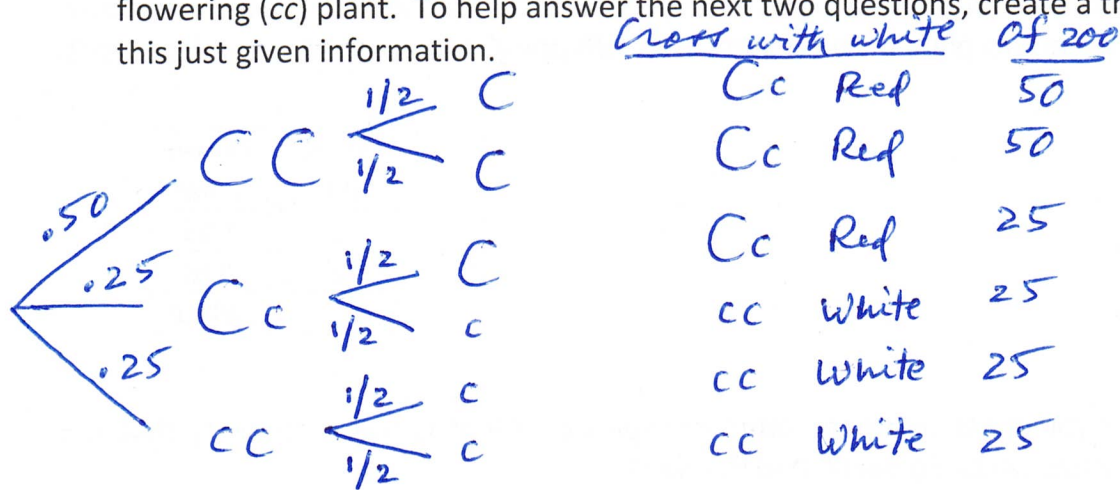 flowering (cc) plant. To help answer the next two questions, create a
this just given information.
Cross with white Of 200
1/2 C Cc Red 50
CC
1/2 C Cc Red 50
.50
1/2 C Cc Red 25
.25 Cc
1/2 c cc White 25
.25
1/2 c cc White 25
cc
1/2 c cc White 25